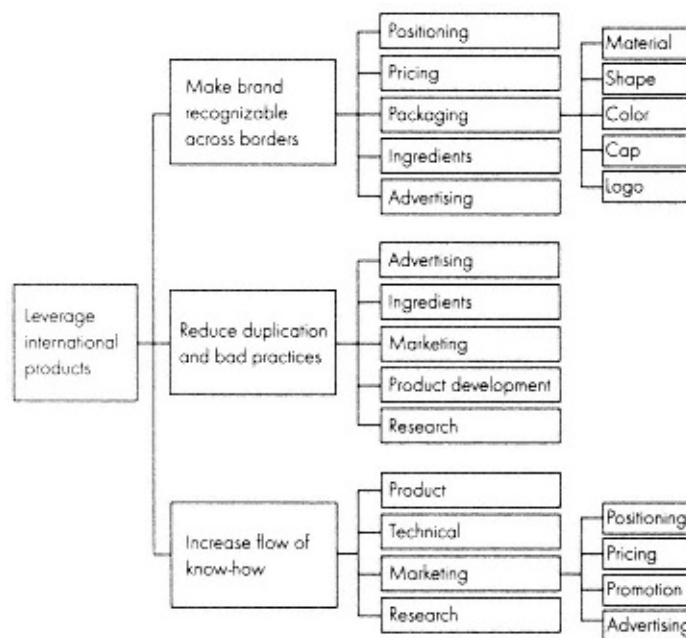 Leverage
international
products
Make brand
recognizable
across borders
Positioning
Pricing
Packaging
Ingredients
Advertising
Material
Shape
Color
Cap
Logo
Reduce duplication
and bad practices
Advertising
Ingredients
Marketing
Product development
Research
Increase flow of
know-how
Product
Technical
Marketing
Research
Positioning
Pricing
Promotion
Advertising